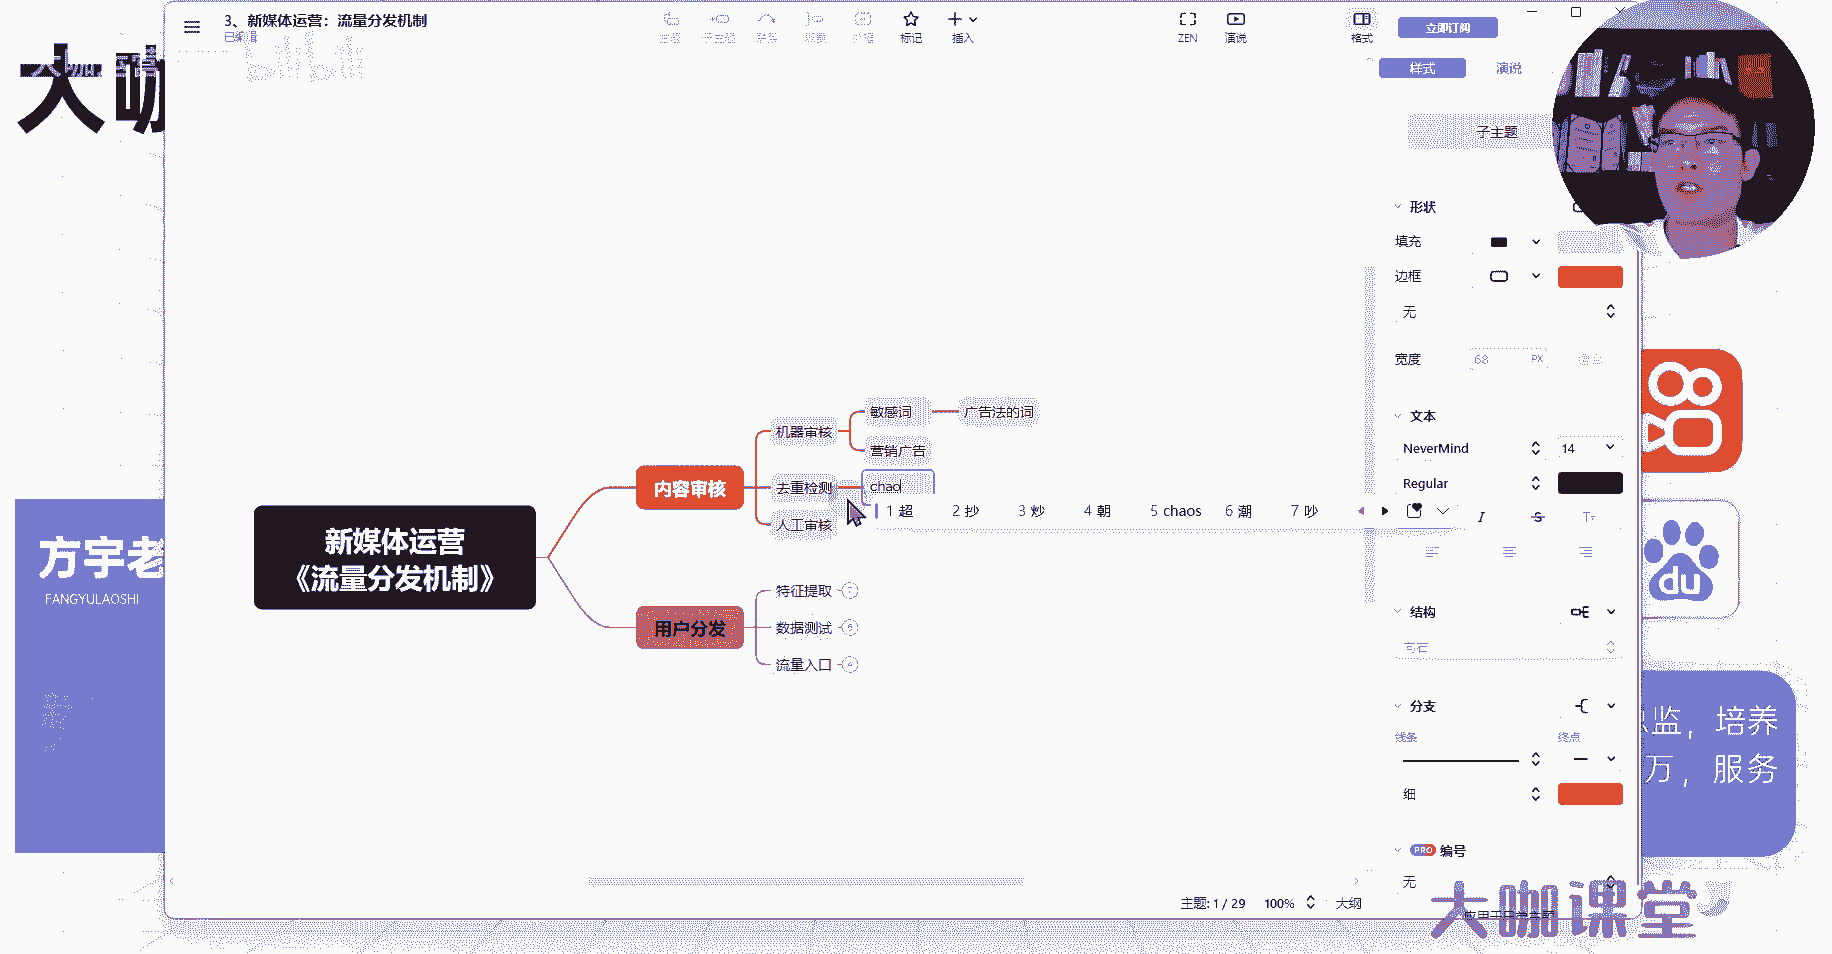 3、新媒体运营：流量分发机制
已编辑
标记
插入
ZEN
演说
格式
立即订阅
样式
演说
子主题
大咖
bilibili
形状
填充
边框
无
宽度
68
PX
文本
NeverMind
14
Regular
结构
分支
线条
终点
细
PRO
编号
无
敏感词
广告法的词
机器审核
营销广告
内容审核
去重检测
chao
人工审核
1 超
2 抄
3 炒
4 朝
5 chaos
6 潮
7 吵
新媒体运营
《流量分发机制》
特征提取
用户分发
数据测试
6
流量入口
4
方宇老
FANGYULAOSHI
du
监，培养
万，服务
主题: 1 / 29
100%
大纲
大咖课堂